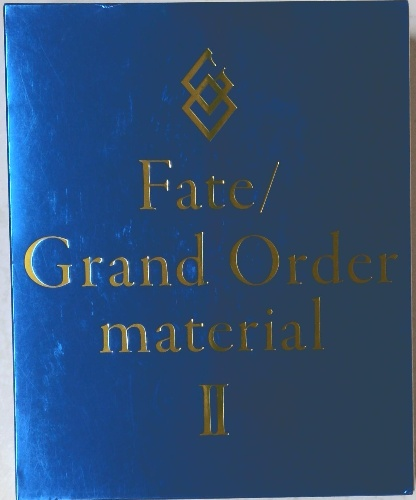 Fate/
Grand Order
material
II